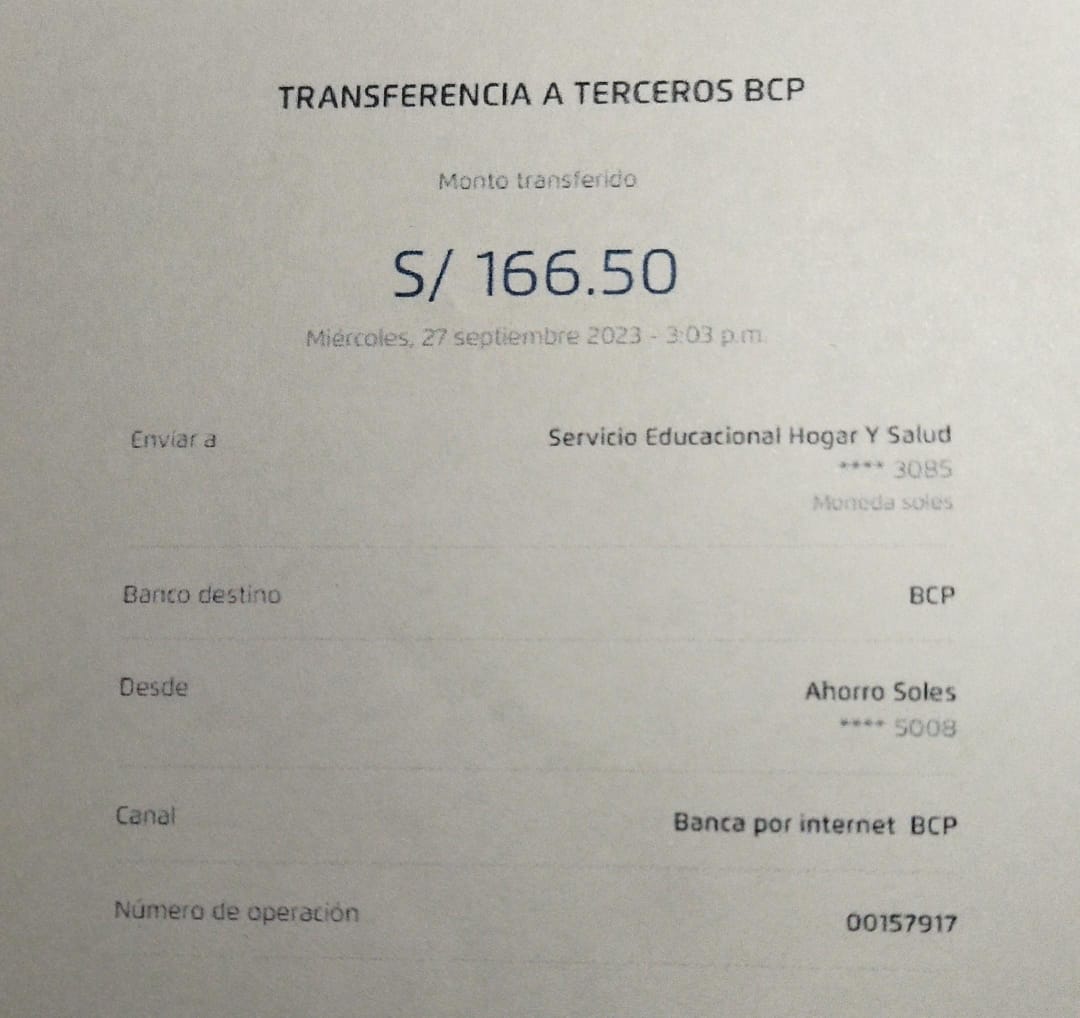 TRANSFERENCIA A TERCEROS BCP
Monto transferido
S/ 166.50
Miércoles, 27 septiembre 2023 - 3:03 p.m.
Enviar a Servicio Educacional Hogar Y Salud
**** 3085
Moneda soles
Banco destino BCP
Desde Ahorro Soles
**** 5008
Canal Banca por internet BCP
Número de operación 00157917